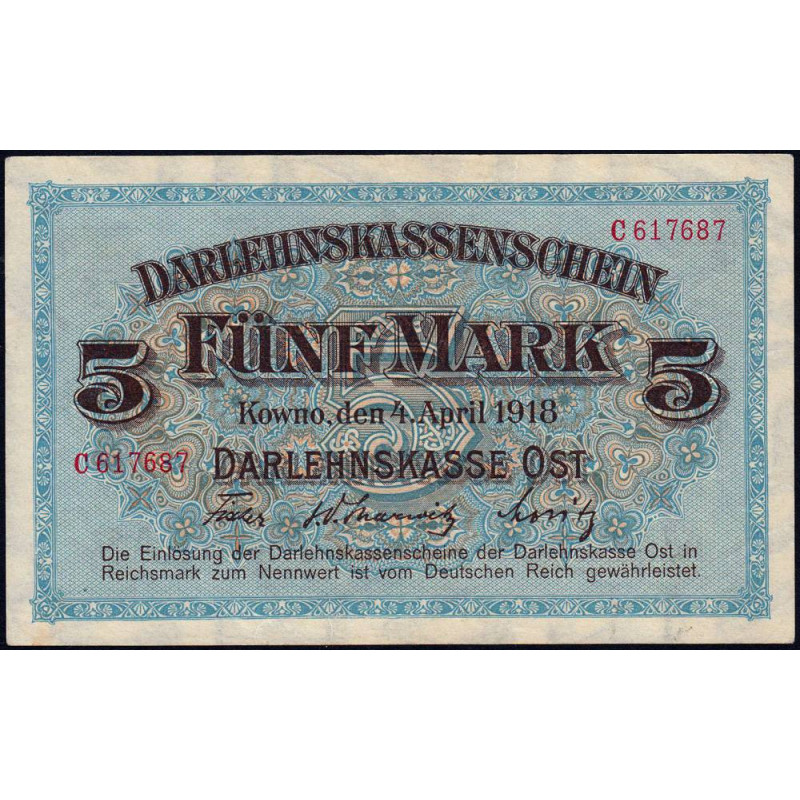 C 617687
DARLEHNSKASSENSCHEIN
5 FÜNF MARK 5
Kowno, den 4. April 1918
C 617687
DARLEHNSKASSE OST
Die Einlösung der Darlehnskassenscheine der Darlehnskasse Ost in
Reichsmark zum Nennwert ist vom Deutschen Reich gewährleistet.